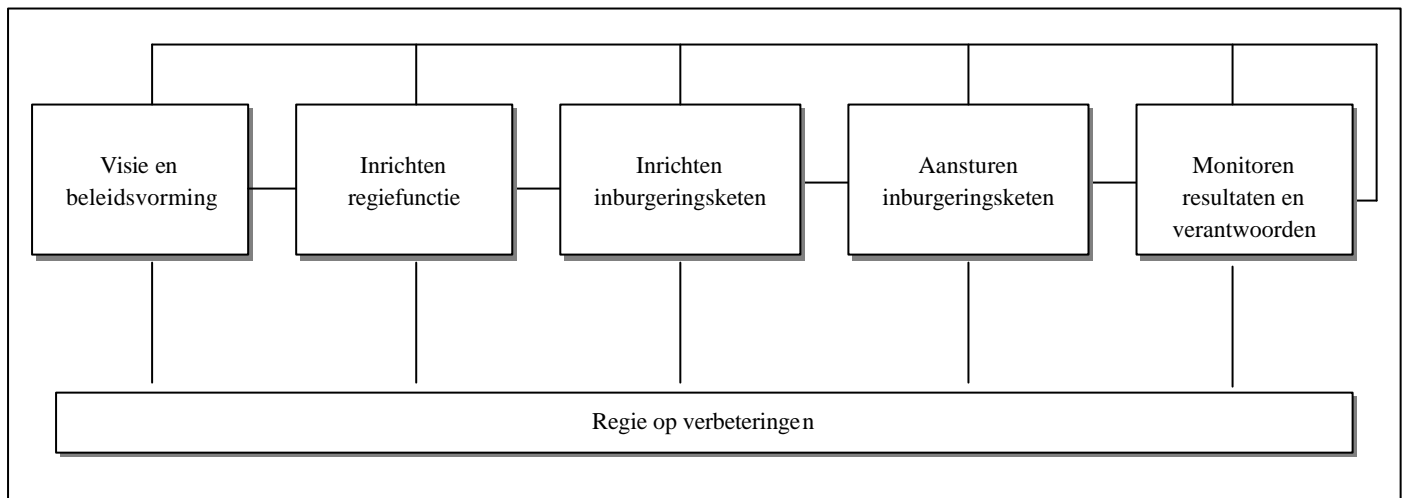 Visie en
beleidsvorming
Inrichten
regiefunctie
Inrichten
inburgeringsketen
Aansturen
inburgeringsketen
Monitoren
resultaten en
verantwoorden
Regie op verbeteringen